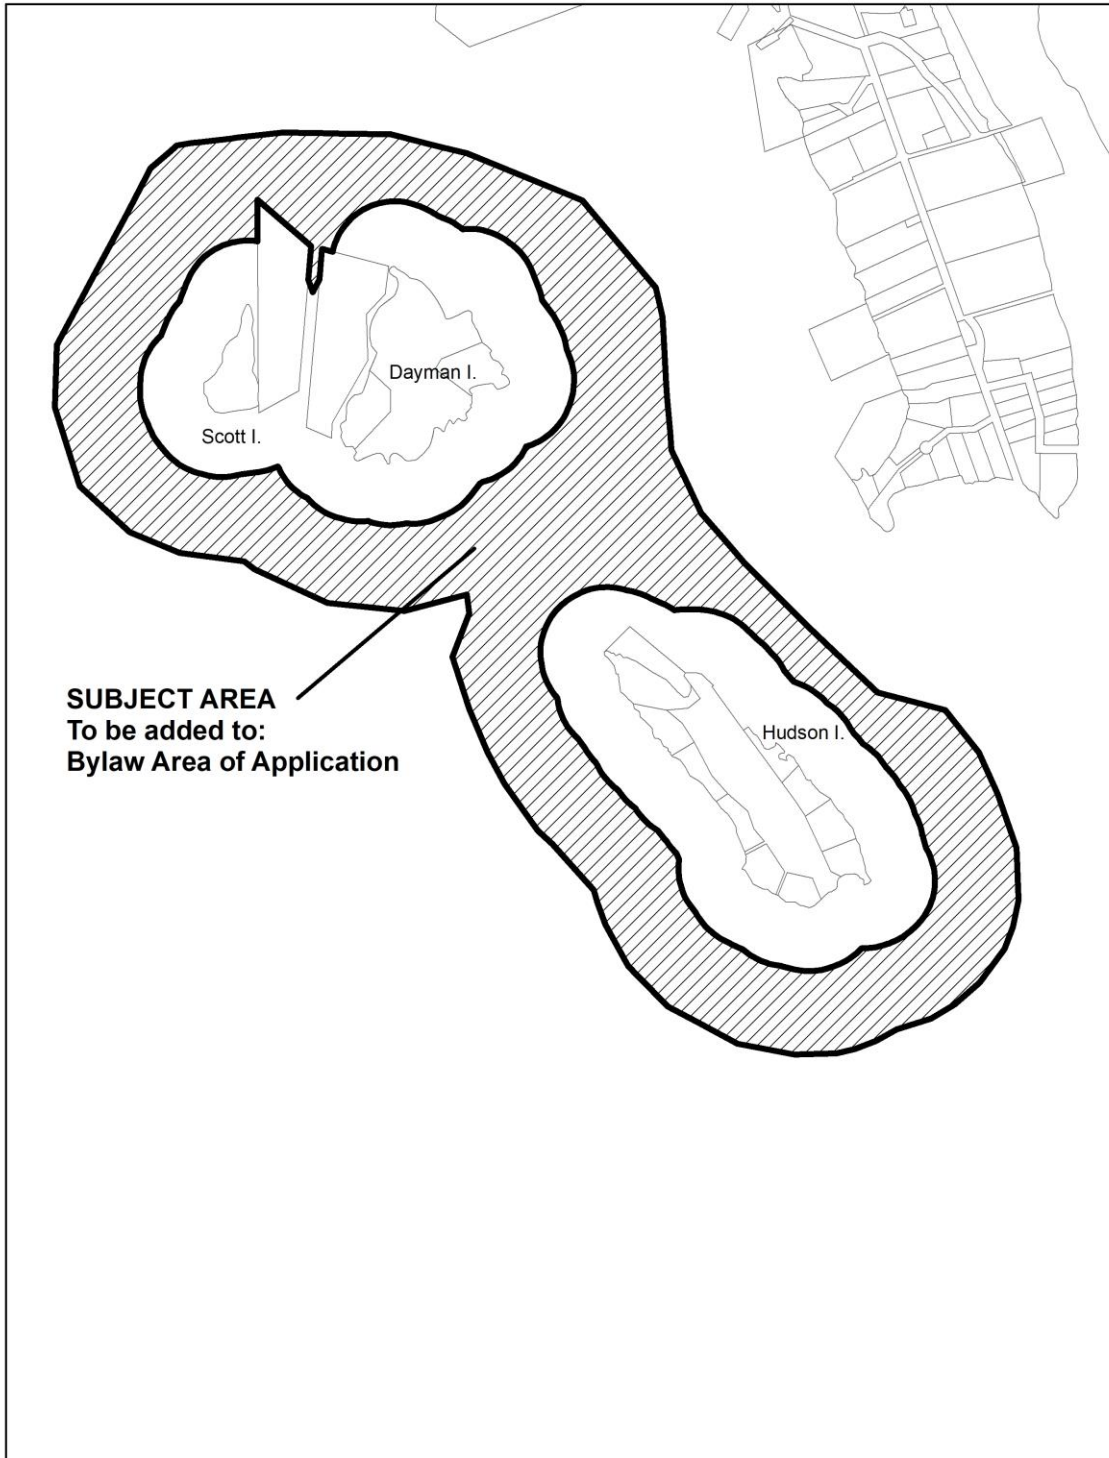 Dayman I.
Scott I.
SUBJECT AREA
To be added to:
Bylaw Area of Application
Hudson I.